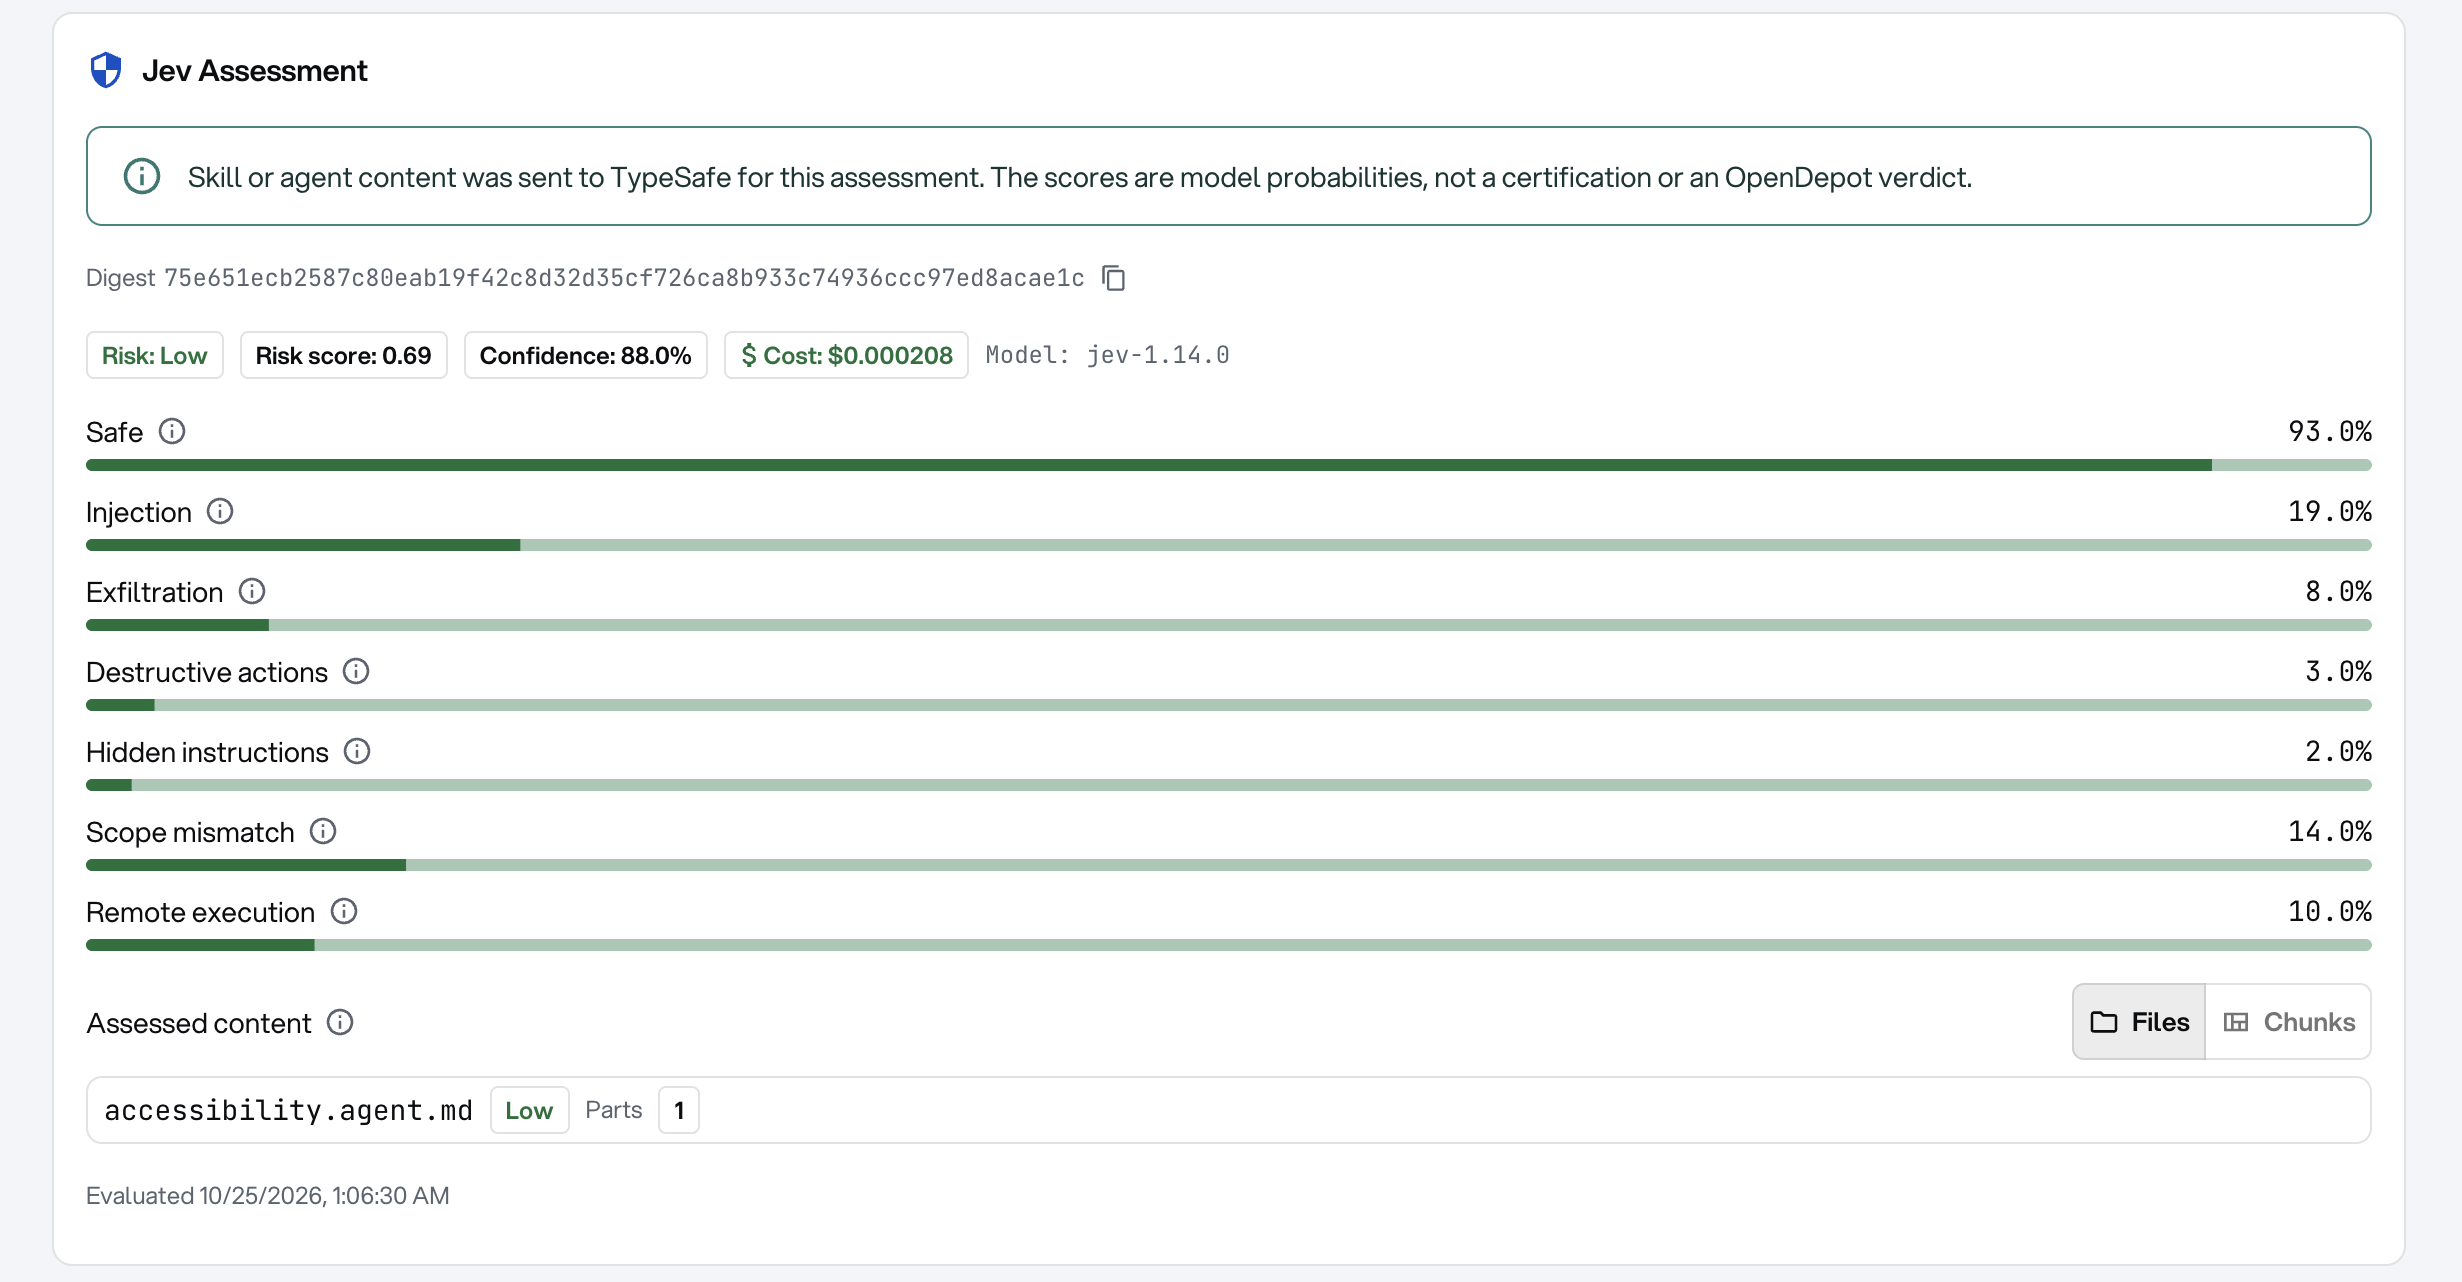 Jev Assessment
Skill or agent content was sent to TypeSafe for this assessment. The scores are model probabilities, not a certification or an OpenDepot verdict.
Digest 75e651ecb2587c80eab19f42c8d32d35cf726ca8b933c74936ccc97ed8acae1c
Risk: Low Risk score: 0.69 Confidence: 88.0% $ Cost: $0.000208 Model: jev-1.14.0
Safe 93.0%
Injection 19.0%
Exfiltration 8.0%
Destructive actions 3.0%
Hidden instructions 2.0%
Scope mismatch 14.0%
Remote execution 10.0%
Assessed content Files Chunks
accessibility.agent.md Low Parts 1
Evaluated 10/25/2026, 1:06:30 AM